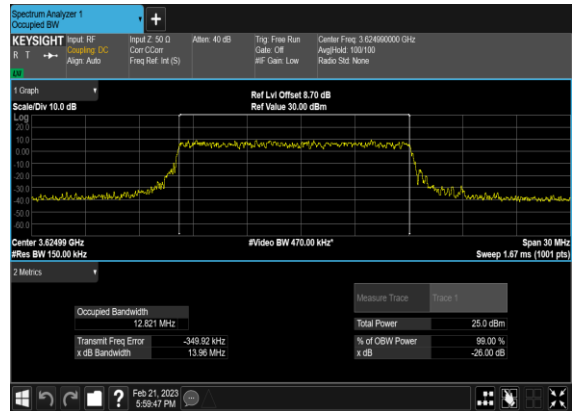 Spectrum Analyzer 1
Occupied BW
KEYSIGHT Input: RF Input Z: 50 Ω Atten: 40 dB Trig: Free Run Center Freq: 3.624990000 GHz
R T Coupling: DC Corr CCorr Gate: Off Avg|Hold: 100/100
Align: Auto Freq Ref: Int (S) #IF Gain: Low Radio Std: None
1 Graph
Scale/Div 10.0 dB Ref Lvl Offset 8.70 dB
Ref Value 30.00 dBm
Log
20.0
10.0
0.00
-10.0
-20.0
-30.0
-40.0
-50.0
-60.0
Center 3.62499 GHz #Video BW 470.00 kHz* Span 30 MHz
#Res BW 150.00 kHz Sweep 1.67 ms (1001 pts)
2 Metrics
Measure Trace Trace 1
Occupied Bandwidth
12.821 MHz Total Power 25.0 dBm
Transmit Freq Error -349.92 kHz % of OBW Power 99.00 %
x dB Bandwidth 13.96 MHz x dB -26.00 dB
? Feb 21, 2023
5:59:47 PM